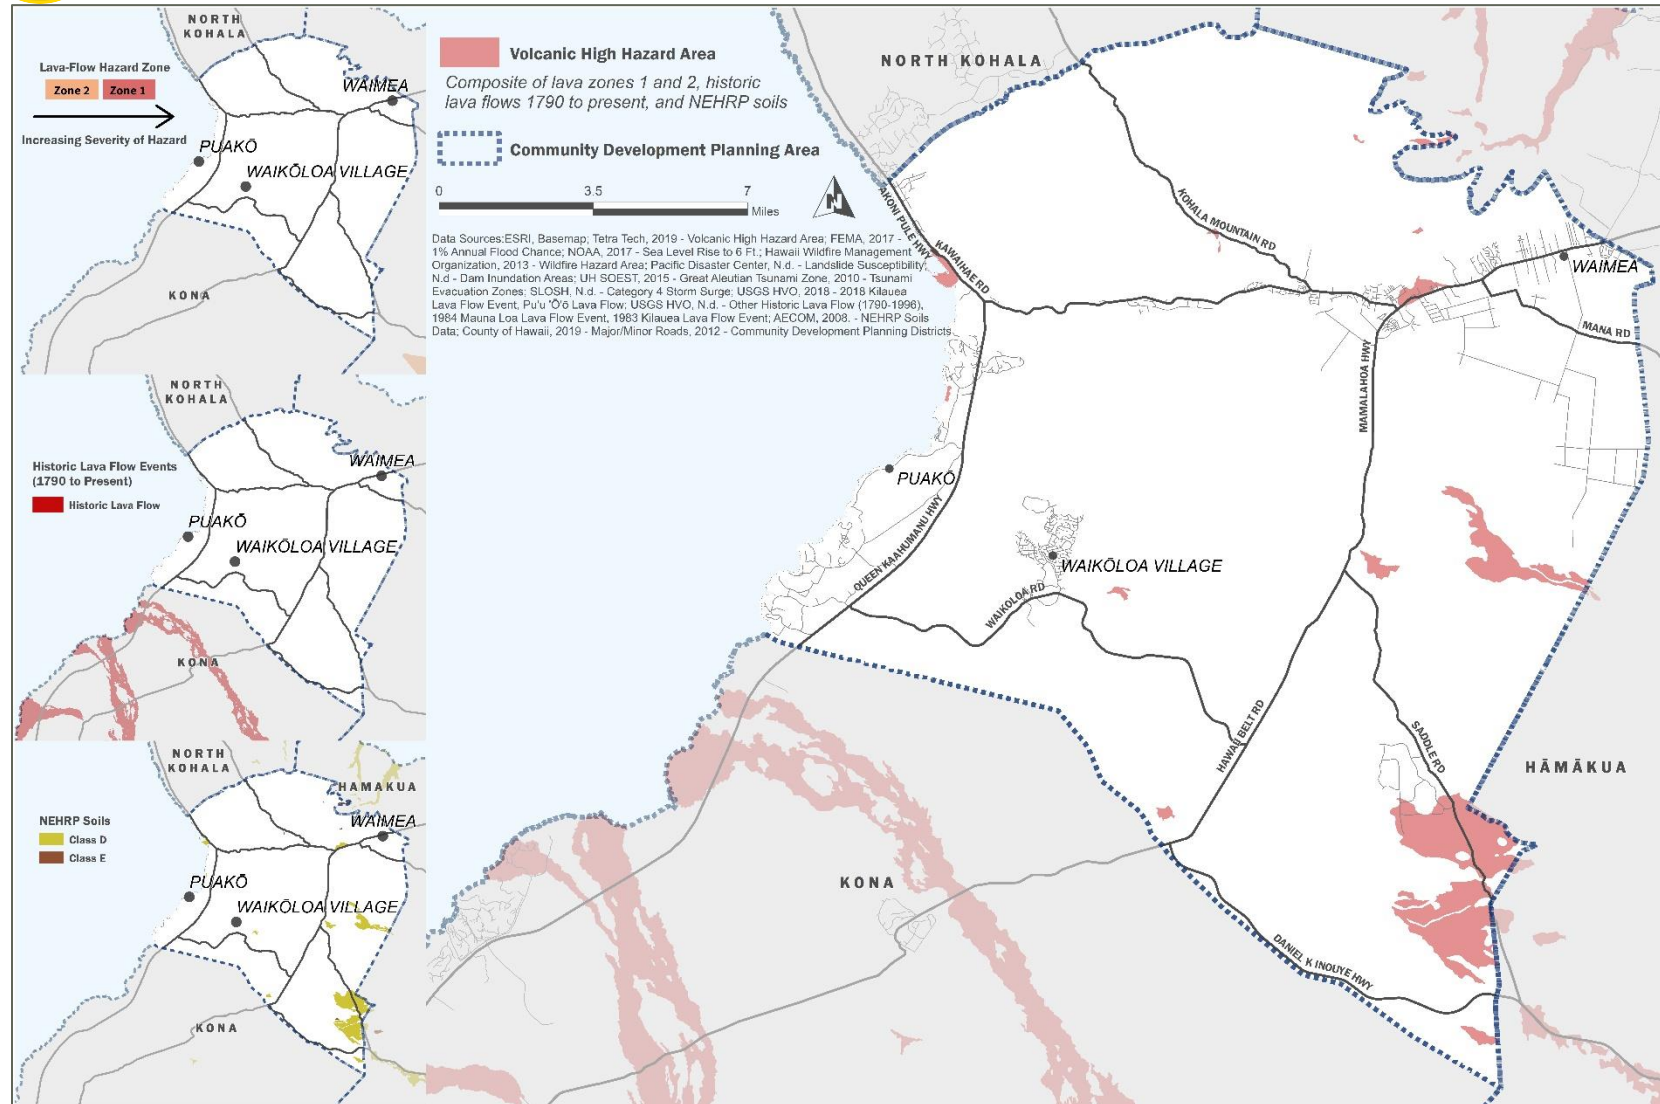 NORTH
KOHALA
Lava-Flow Hazard Zone
Zone 2
Zone 1
Increasing Severity of Hazard
WAIMEA
PUAKŌ
WAIKŌLOA VILLAGE
KONA
NORTH
KOHALA
Historic Lava Flow Events
(1790 to Present)
Historic Lava Flow
WAIMEA
PUAKŌ
WAIKŌLOA VILLAGE
KONA
NORTH
KOHALA
HAMAKUA
NEHRP Soils
Class D
Class E
WAIMEA
PUAKŌ
WAIKŌLOA VILLAGE
KONA
Volcanic High Hazard Area
Composite of lava zones 1 and 2, historic
lava flows 1790 to present, and NEHRP soils
Community Development Planning Area
0 3.5 7
Miles
N
Data Sources:ESRI, Basemap; Tetra Tech, 2019 - Volcanic High Hazard Area; FEMA, 2017 -
1% Annual Flood Chance; NOAA, 2017 - Sea Level Rise to 6 Ft.; Hawaii Wildfire Management
Organization, 2013 - Wildfire Hazard Area; Pacific Disaster Center, N.d. - Landslide Susceptibility,
N.d - Dam Inundation Areas; UH SOEST, 2015 - Great Aleutian Tsunami Zone, 2010 - Tsunami
Evacuation Zones; SLOSH, N.d. - Category 4 Storm Surge; USGS HVO, 2018 - 2018 Kilauea
Lava Flow Event, Pu'u 'Ō'ō Lava Flow; USGS HVO, N.d. - Other Historic Lava Flow (1790-1996),
1984 Mauna Loa Lava Flow Event, 1983 Kilauea Lava Flow Event; AECOM, 2008. - NEHRP Soils
Data; County of Hawaii, 2019 - Major/Minor Roads, 2012 - Community Development Planning Districts
NORTH KOHALA
AKONI PULE HWY
KAWAIHAE RD
KOHALA MOUNTAIN RD
WAIMEA
MANA RD
MAMALAHOA HWY
PUAKŌ
QUEEN KAAHUMANU HWY
WAIKŌLOA VILLAGE
WAIKOLOA RD
HAWAII BELT RD
SADDLE RD
HĀMĀKUA
KONA
DANIEL K INOUYE HWY